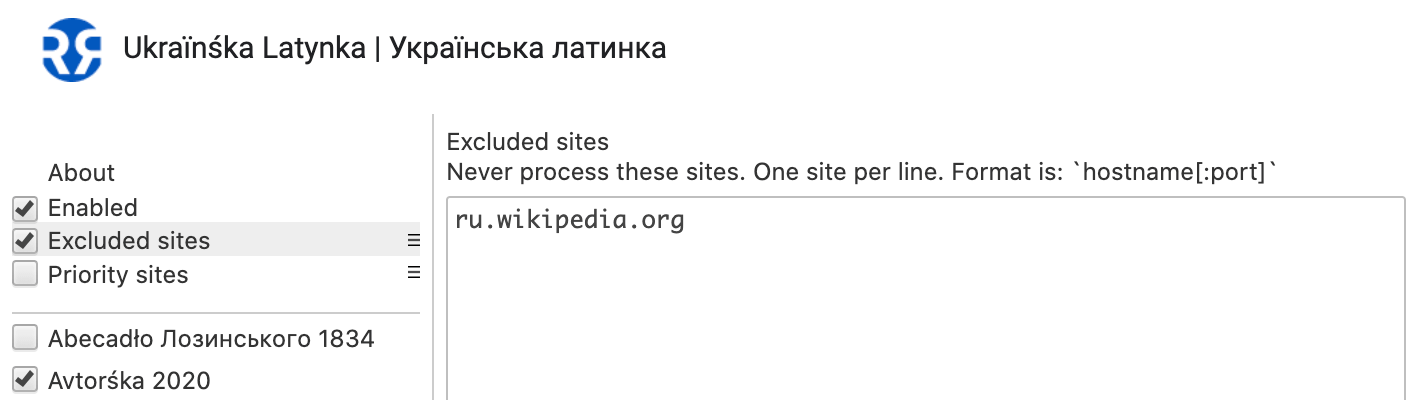 Ukraїnśka Latynka | Українська латинка
About
Enabled
Excluded sites
Priority sites
Abecadło Лозинського 1834
Avtorśka 2020
Excluded sites
Never process these sites. One site per line. Format is: `hostname[:port]`
ru.wikipedia.org